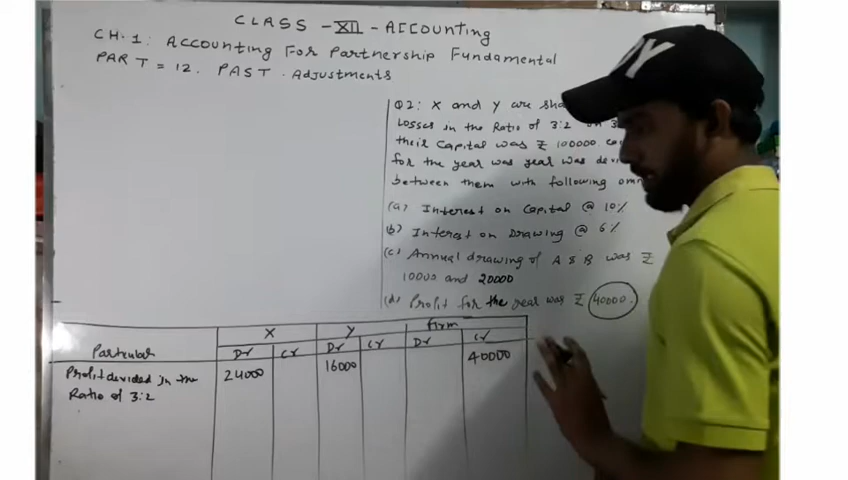 CLASS - XII - ACCOUNTING
CH.1: ACCOUNTING FOR Partnership Fundamental
PART = 12. PAST. Adjustments
Q2: X and Y are
Losses in the Ratio of 3:2
their Capital was ₹ 100000
for the year was year was
between them with following
(a) Interest on Capital @ 10%
(b) Interest on Drawing @ 6%
(c) Annual drawing of A & B was ₹
10000 and 20000
(d) Profit for the year was ₹ 40000.
X Y firm
Particular Dr Cr Dr Cr Dr Cr
Profit divided in the 24000 16000 40000
Ratio of 3:2
DY